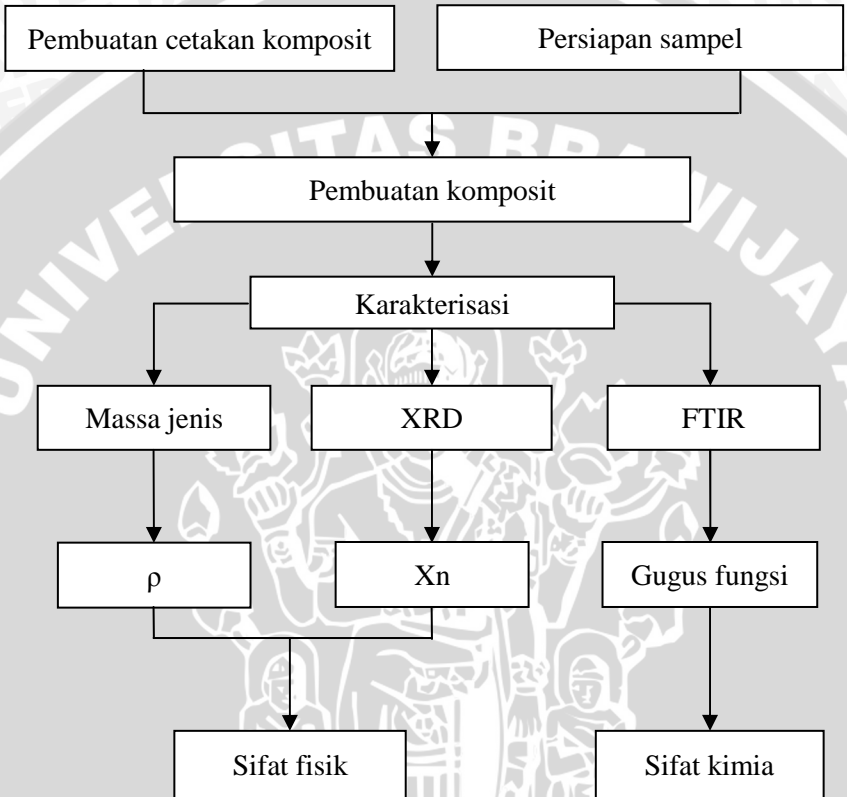 Pembuatan cetakan komposit
Persiapan sampel
Pembuatan komposit
Karakterisasi
Massa jenis
XRD
FTIR
ρ
Xn
Gugus fungsi
Sifat fisik
Sifat kimia